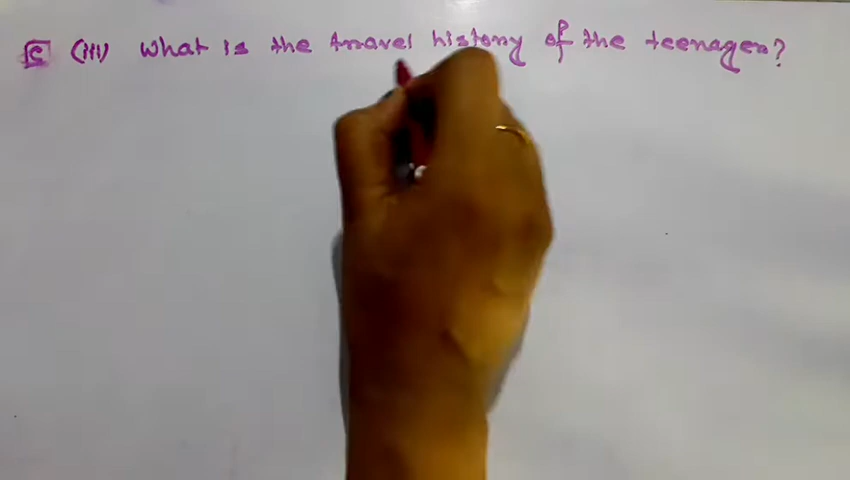 C (iii) What is the travel history of the teenager?